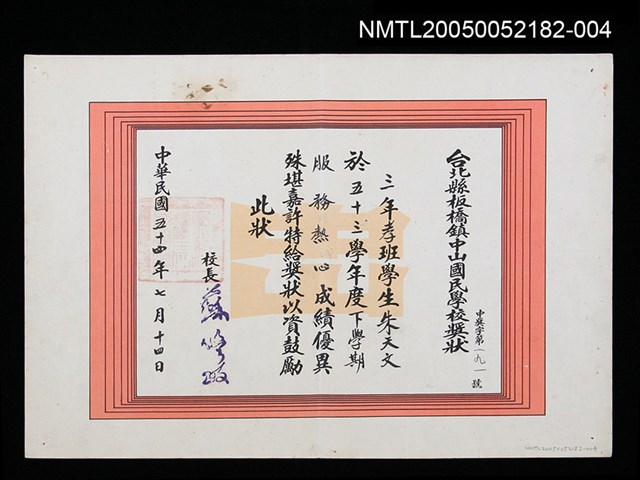 NMTL20050052182-004
台北縣板橋鎮中山國民學校獎狀
中奬字第一九一號
三年孝班學生朱天文
於五十三學年度下學期
服務熱心成績優異
殊堪嘉許特給獎狀以資鼓勵
此狀
校長
中華民國五十四年七月十四日
NMTL20050052182-004